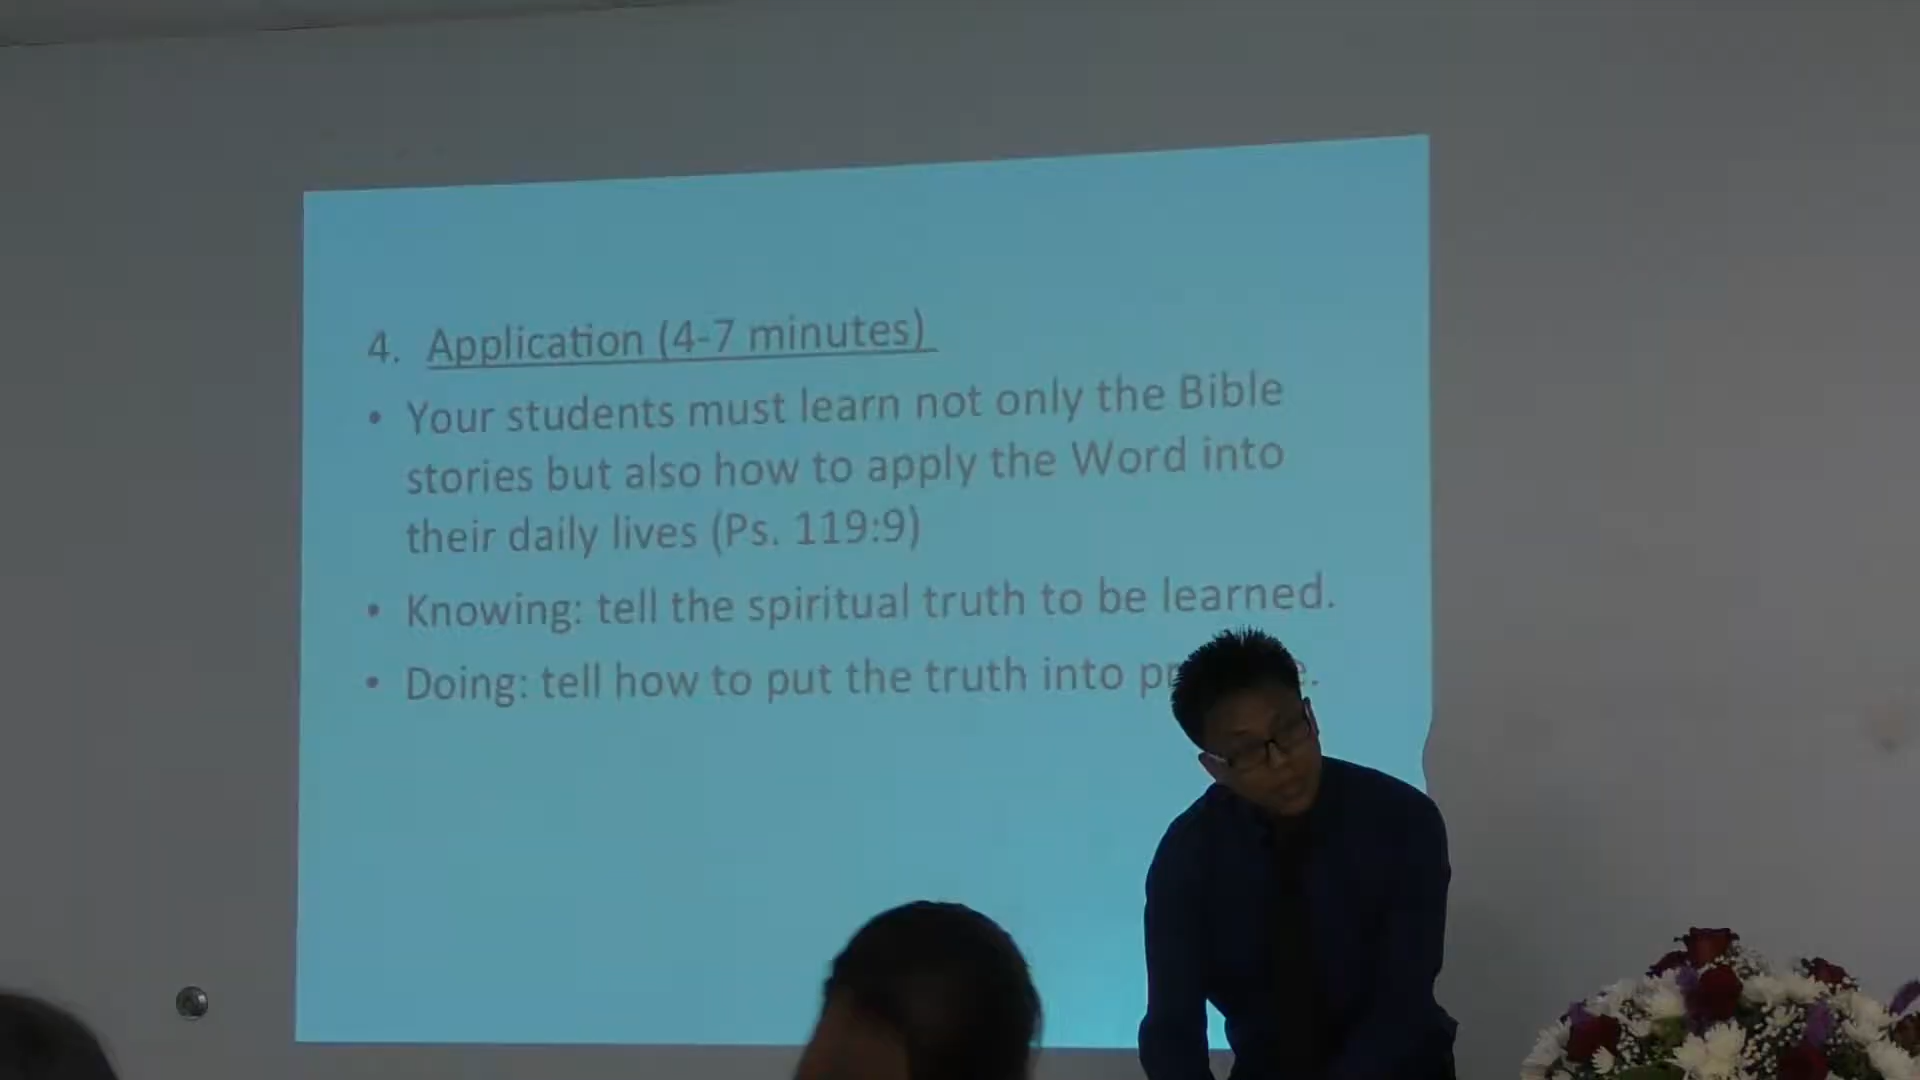 4. Application (4-7 minutes)
• Your students must learn not only the Bible
stories but also how to apply the Word into
their daily lives (Ps. 119:9)
• Knowing: tell the spiritual truth to be learned.
• Doing: tell how to put the truth into